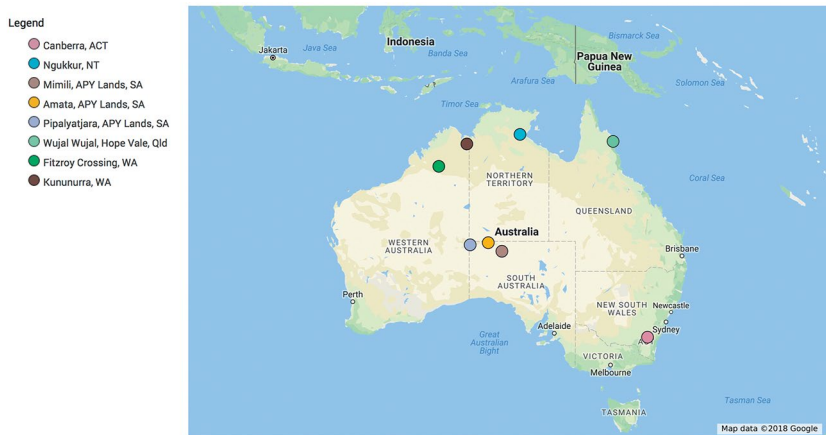 Legend
Canberra, ACT
Ngukkur, NT
Mimili, APY Lands, SA
Amata, APY Lands, SA
Pipalyatjara, APY Lands, SA
Wujal Wujal, Hope Vale, Qld
Fitzroy Crossing, WA
Kununurra, WA
Jakarta
Java Sea
Indonesia
Banda Sea
Bismarck Sea
Papua New
Guinea
Solomon Sea
Arafura Sea
Timor Sea
Coral Sea
NORTHERN
TERRITORY
QUEENSLAND
Australia
WESTERN
AUSTRALIA
Brisbane
SOUTH
AUSTRALIA
Perth
NEW SOUTH
WALES
Newcastle
Sydney
Adelaide
Great
Australian
Bight
VICTORIA
Melbourne
Tasman Sea
TASMANIA
Map data ©2018 Google